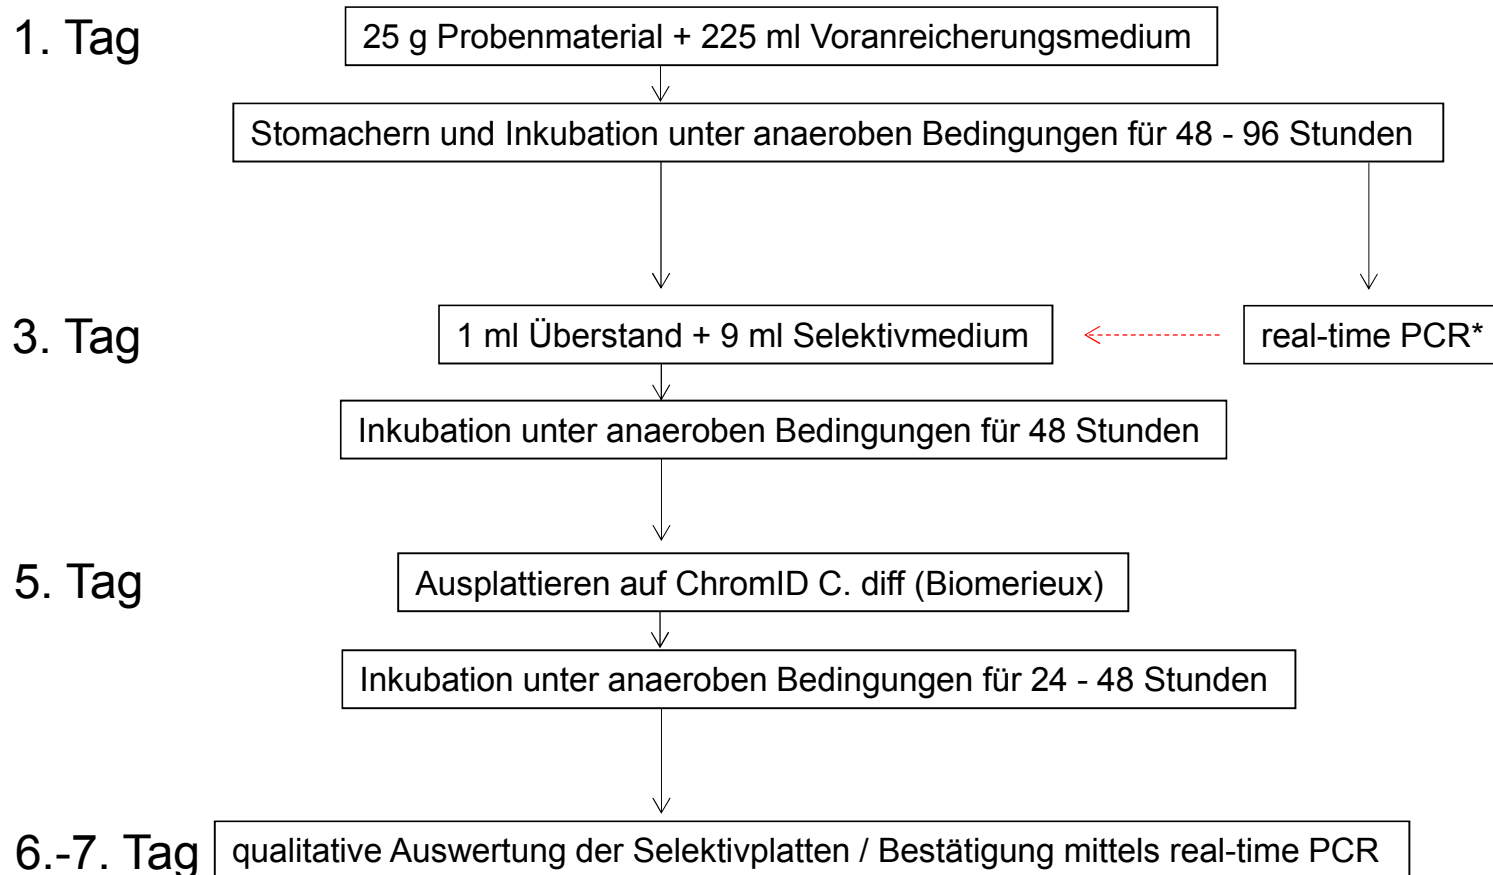 1. Tag
25 g Probenmaterial + 225 ml Voranreicherungsmedium
Stomachern und Inkubation unter anaeroben Bedingungen für 48 - 96 Stunden
3. Tag
1 ml Überstand + 9 ml Selektivmedium
real-time PCR*
Inkubation unter anaeroben Bedingungen für 48 Stunden
5. Tag
Ausplattieren auf ChromID C. diff (Biomerieux)
Inkubation unter anaeroben Bedingungen für 24 - 48 Stunden
6.-7. Tag
qualitative Auswertung der Selektivplatten / Bestätigung mittels real-time PCR